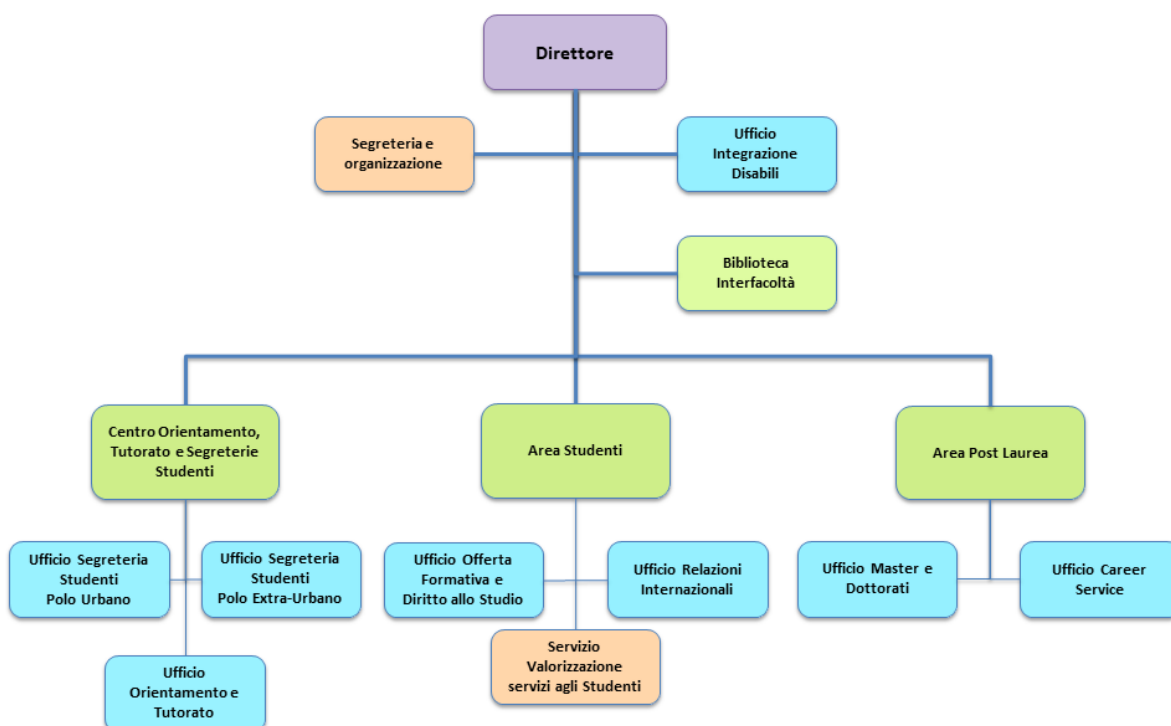 Direttore
Segreteria e
organizzazione
Ufficio
Integrazione
Disabili
Biblioteca
Interfacoltà
Centro Orientamento,
Tutorato e Segreterie
Studenti
Area Studenti
Area Post Laurea
Ufficio Segreteria
Studenti
Polo Urbano
Ufficio Segreteria
Studenti
Polo Extra-Urbano
Ufficio Offerta
Formativa e
Diritto allo Studio
Ufficio Relazioni
Internazionali
Ufficio Master e
Dottorati
Ufficio Career
Service
Ufficio
Orientamento e
Tutorato
Servizio
Valorizzazione
servizi agli Studenti